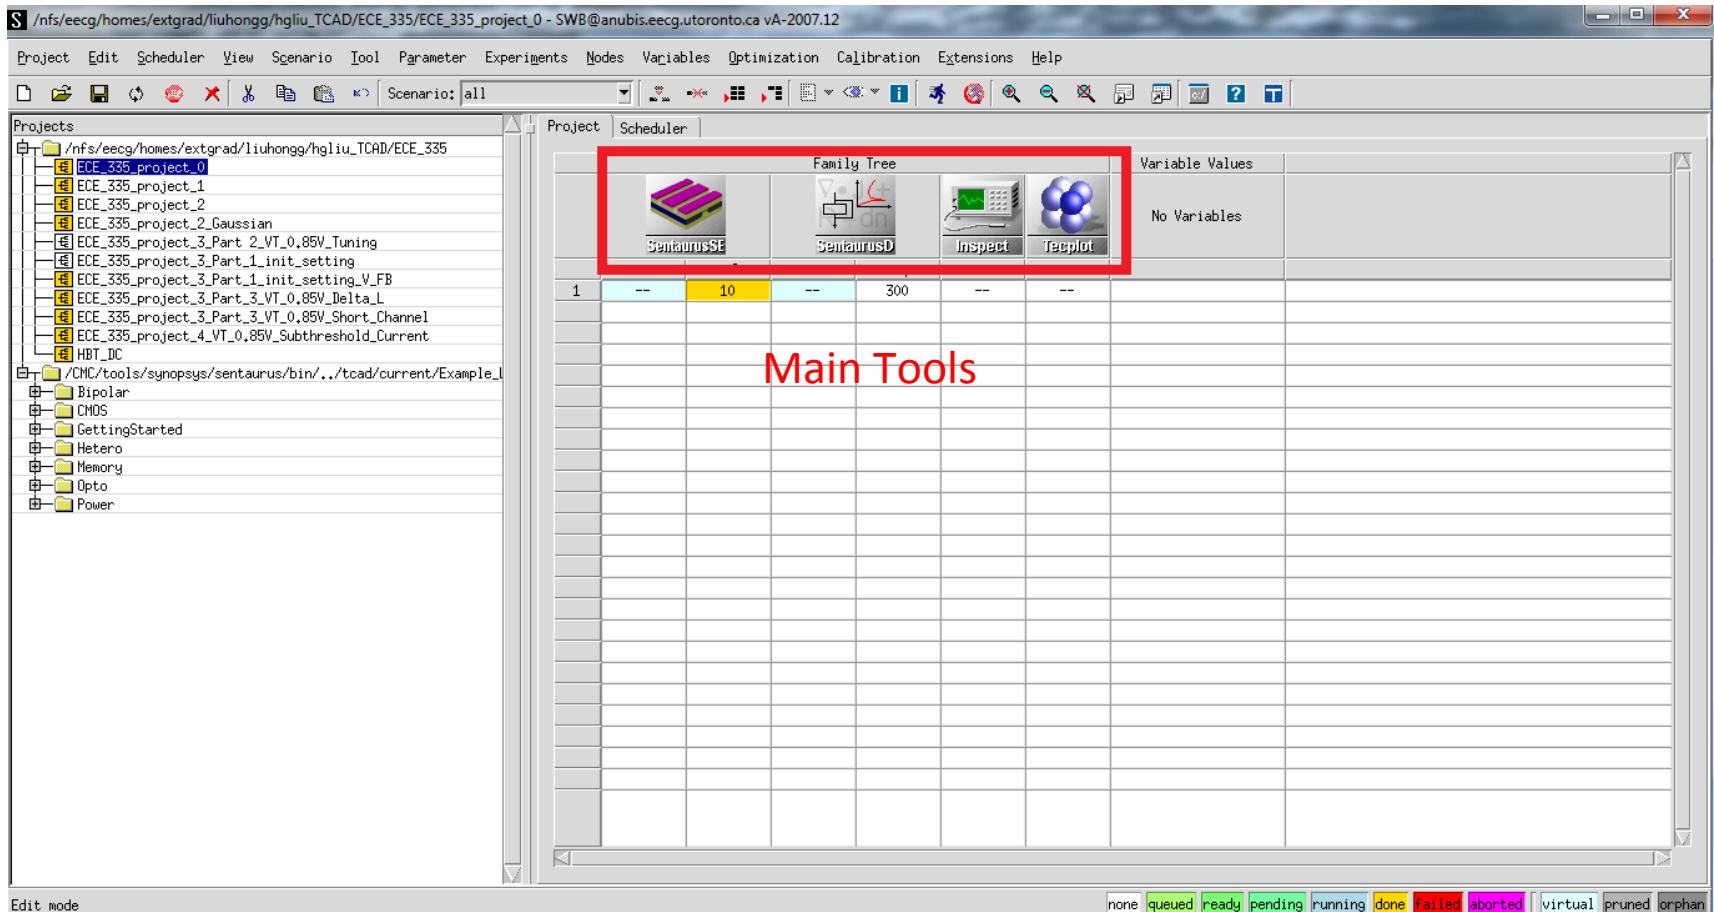 S /nfs/eecg/homes/extgrad/liuhongg/hgliu_TCAD/ECE_335/ECE_335_project_0 - SWB@anubis.eecg.utoronto.ca vA-2007.12
Project Edit Scheduler View Scenario Tool Parameter Experiments Nodes Variables Optimization Calibration Extensions Help
Scenario: all
Projects
/nfs/eecg/homes/extgrad/liuhongg/hgliu_TCAD/ECE_335
ECE_335_project_0
ECE_335_project_1
ECE_335_project_2
ECE_335_project_2_Gaussian
ECE_335_project_3_Part 2_VT_0.85V_Tuning
ECE_335_project_3_Part_1_init_setting
ECE_335_project_3_Part_1_init_setting_V_FB
ECE_335_project_3_Part_3_VT_0.85V_Delta_L
ECE_335_project_3_Part_3_VT_0.85V_Short_Channel
ECE_335_project_4_VT_0.85V_Subthreshold_Current
HBT_DC
/CMC/tools/synopsys/sentaurus/bin/../tcad/current/Example_L
Bipolar
CMOS
GettingStarted
Hetero
Memory
Opto
Power
Project Scheduler
Family Tree Variable Values
SentaurusSE SentaurusD Inspect Tecplot
No Variables
1 -- 10 -- 300 -- --
Main Tools
Edit mode
none queued ready pending running done failed aborted virtual pruned orphan